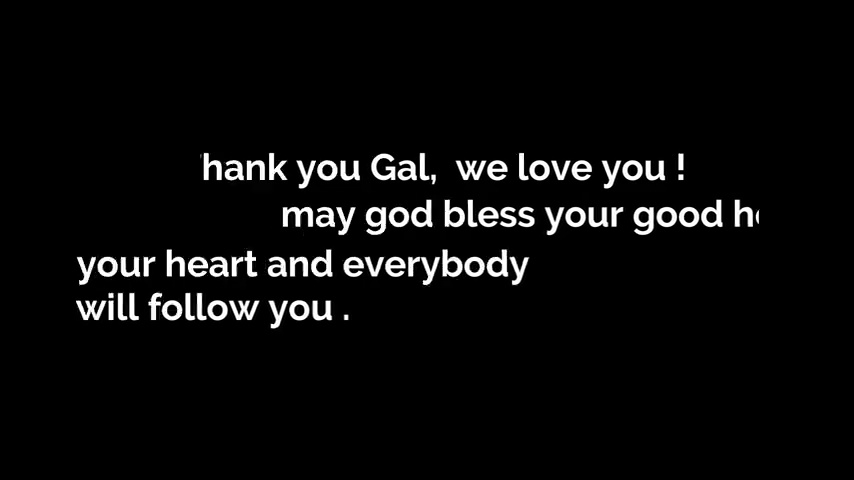 hank you Gal,  we love you !
may god bless your good
your heart and everybody
will follow you .